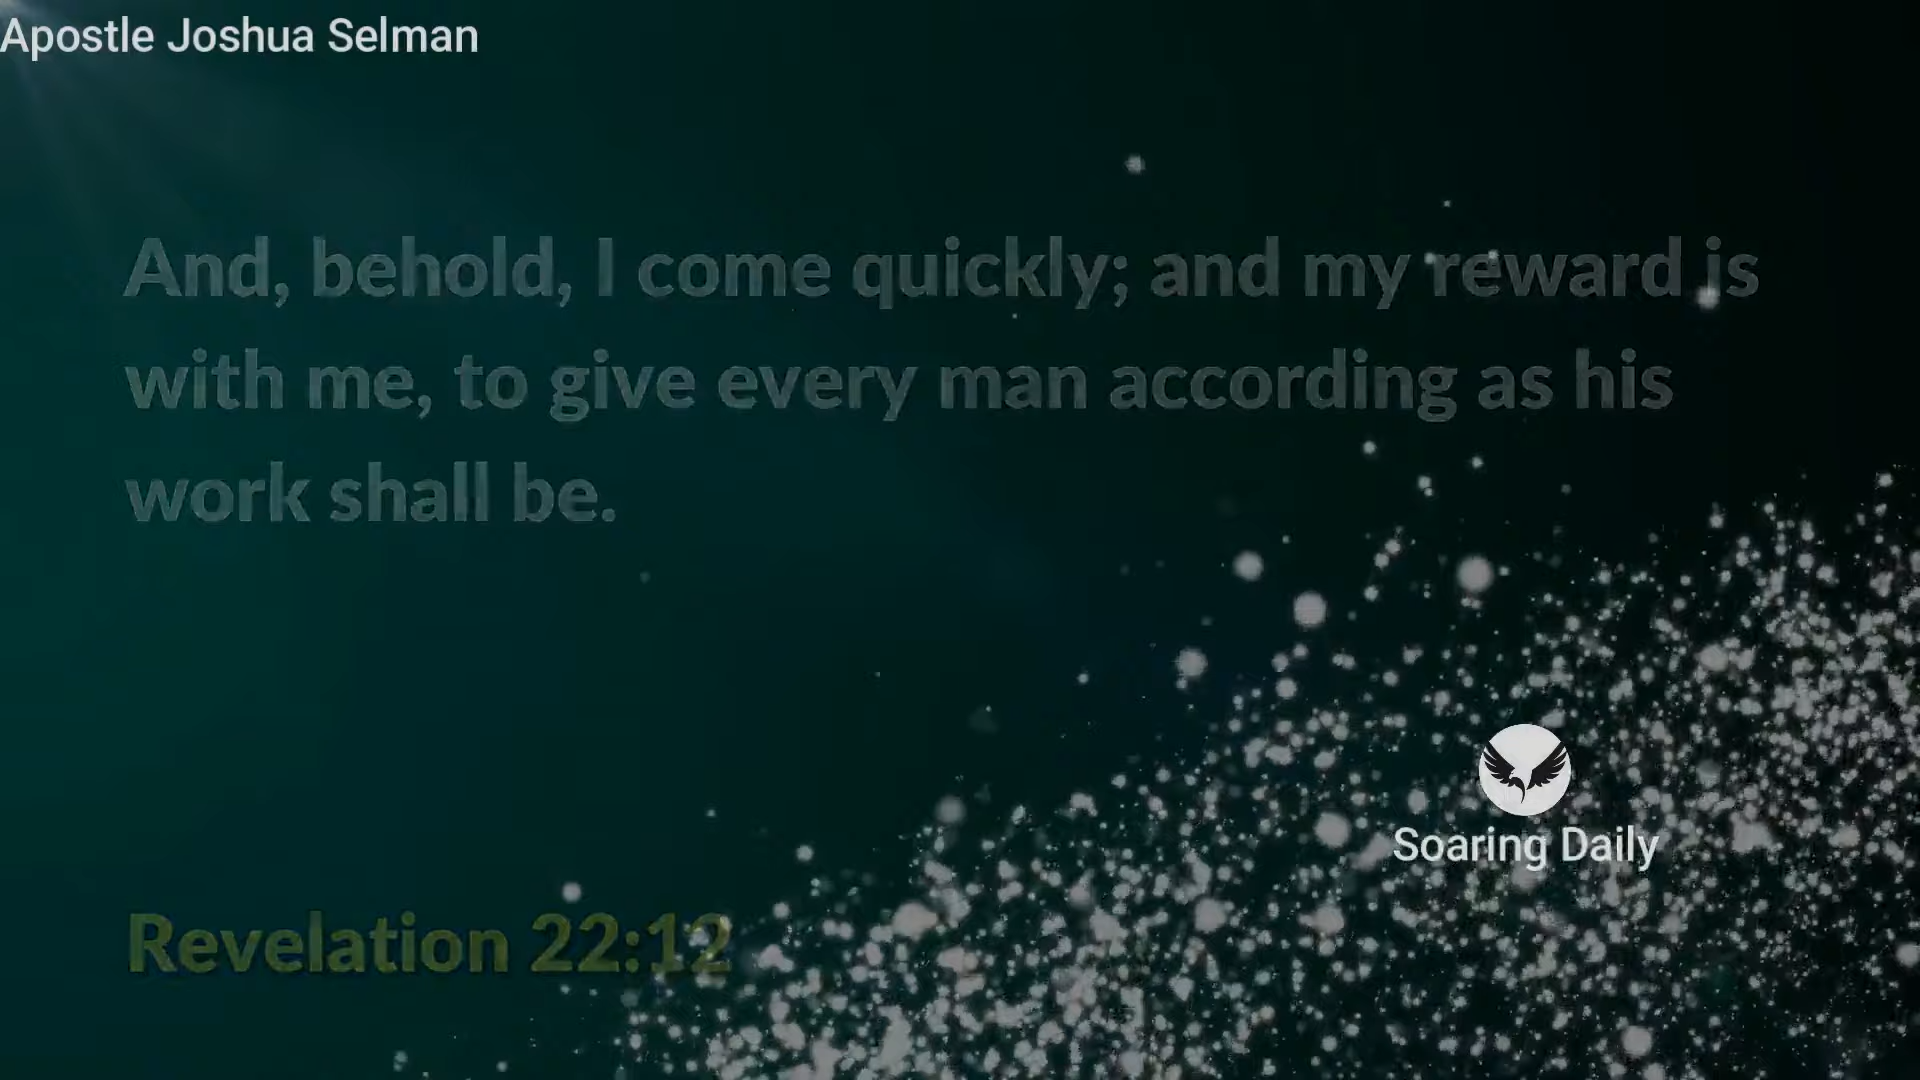 Apostle Joshua Selman
And, behold, I come quickly; and my reward is
with me, to give every man according as his
work shall be.
Soaring Daily
Revelation 22:12